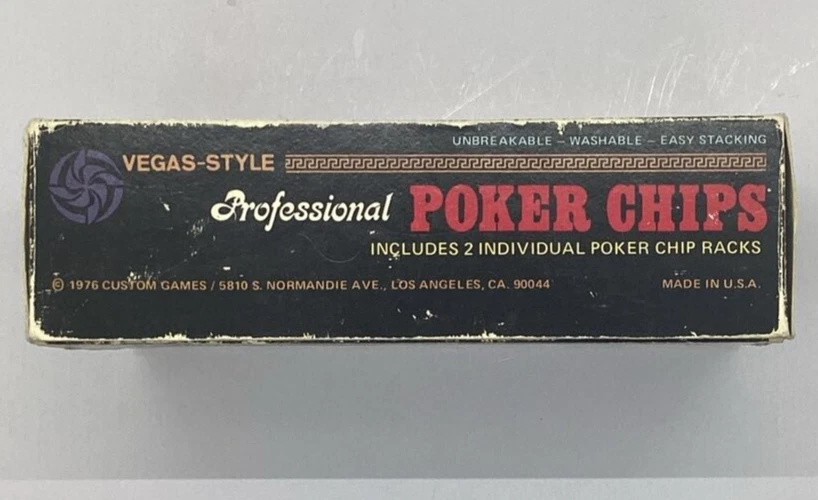 UNBREAKABLE – WASHABLE – EASY STACKING
VEGAS-STYLE
Professional POKER CHIPS
INCLUDES 2 INDIVIDUAL POKER CHIP RACKS
© 1976 CUSTOM GAMES / 5810 S. NORMANDIE AVE., LOS ANGELES, CA. 90044 MADE IN U.S.A.